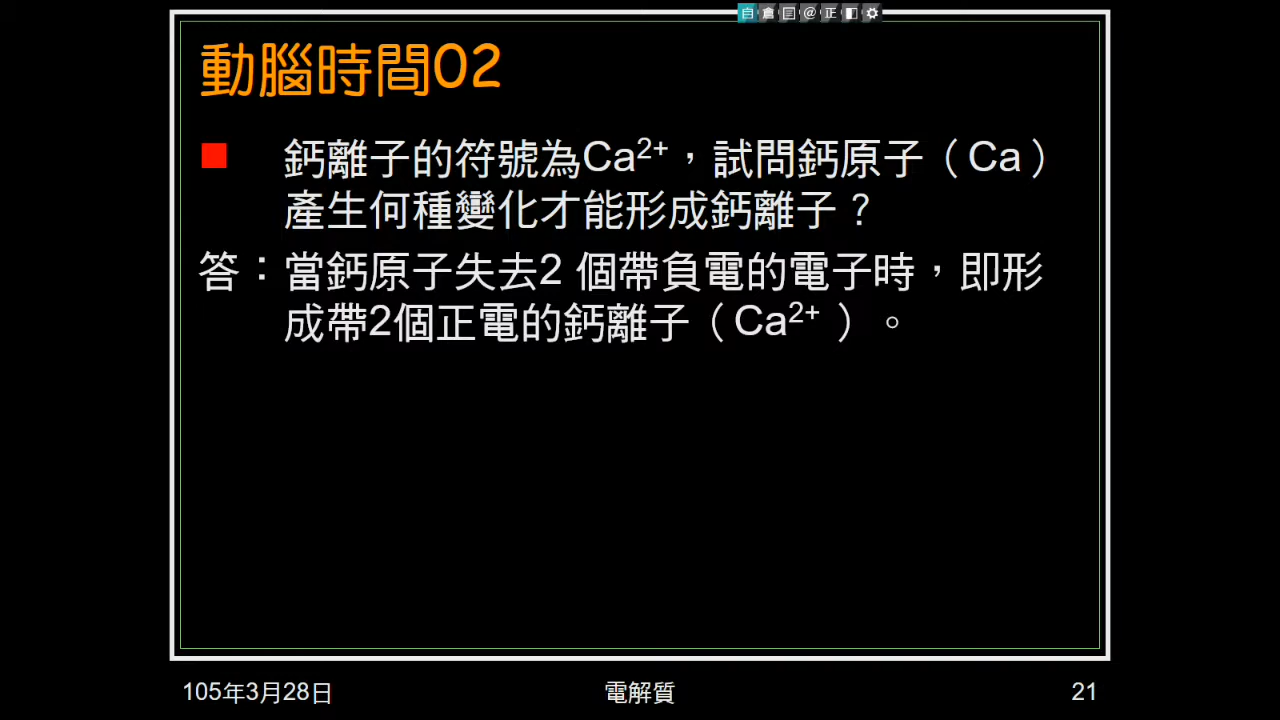 自倉目@正
動腦時間02
鈣離子的符號為Ca²⁺，試問鈣原子（Ca）
產生何種變化才能形成鈣離子？
答：當鈣原子失去2 個帶負電的電子時，即形
成帶2個正電的鈣離子（Ca²⁺ ）。
105年3月28日
電解質
21